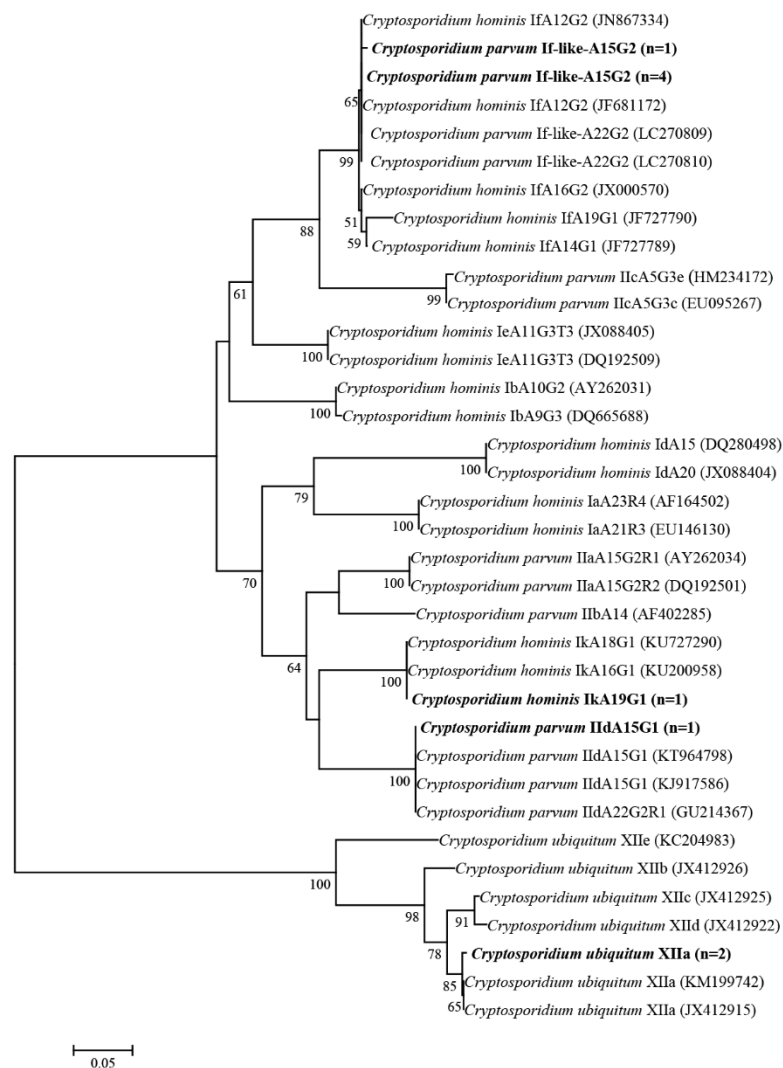 Cryptosporidium hominis IfA12G2 (JN867334)
Cryptosporidium parvum If-like-A15G2 (n=1)
Cryptosporidium parvum If-like-A15G2 (n=4)
65
Cryptosporidium hominis IfA12G2 (JF681172)
Cryptosporidium parvum If-like-A22G2 (LC270809)
99
Cryptosporidium parvum If-like-A22G2 (LC270810)
Cryptosporidium hominis IfA16G2 (JX000570)
51
88
Cryptosporidium hominis IfA19G1 (JF727790)
59
Cryptosporidium hominis IfA14G1 (JF727789)
Cryptosporidium parvum IIcA5G3e (HM234172)
61
99
Cryptosporidium parvum IIcA5G3c (EU095267)
Cryptosporidium hominis IeA11G3T3 (JX088405)
100
Cryptosporidium hominis IeA11G3T3 (DQ192509)
Cryptosporidium hominis IbA10G2 (AY262031)
100
Cryptosporidium hominis IbA9G3 (DQ665688)
Cryptosporidium hominis IdA15 (DQ280498)
100
Cryptosporidium hominis IdA20 (JX088404)
79
Cryptosporidium hominis IaA23R4 (AF164502)
100
Cryptosporidium hominis IaA21R3 (EU146130)
Cryptosporidium parvum IIaA15G2R1 (AY262034)
70
100
Cryptosporidium parvum IIaA15G2R2 (DQ192501)
Cryptosporidium parvum IIbA14 (AF402285)
Cryptosporidium hominis IkA18G1 (KU727290)
64
Cryptosporidium hominis IkA16G1 (KU200958)
100
Cryptosporidium hominis IkA19G1 (n=1)
Cryptosporidium parvum IIdA15G1 (n=1)
Cryptosporidium parvum IIdA15G1 (KT964798)
100
Cryptosporidium parvum IIdA15G1 (KJ917586)
Cryptosporidium parvum IIdA22G2R1 (GU214367)
Cryptosporidium ubiquitum XIIe (KC204983)
100
Cryptosporidium ubiquitum XIIb (JX412926)
Cryptosporidium ubiquitum XIIc (JX412925)
98
91
Cryptosporidium ubiquitum XIId (JX412922)
78
Cryptosporidium ubiquitum XIIa (n=2)
85
Cryptosporidium ubiquitum XIIa (KM199742)
65
Cryptosporidium ubiquitum XIIa (JX412915)
0.05